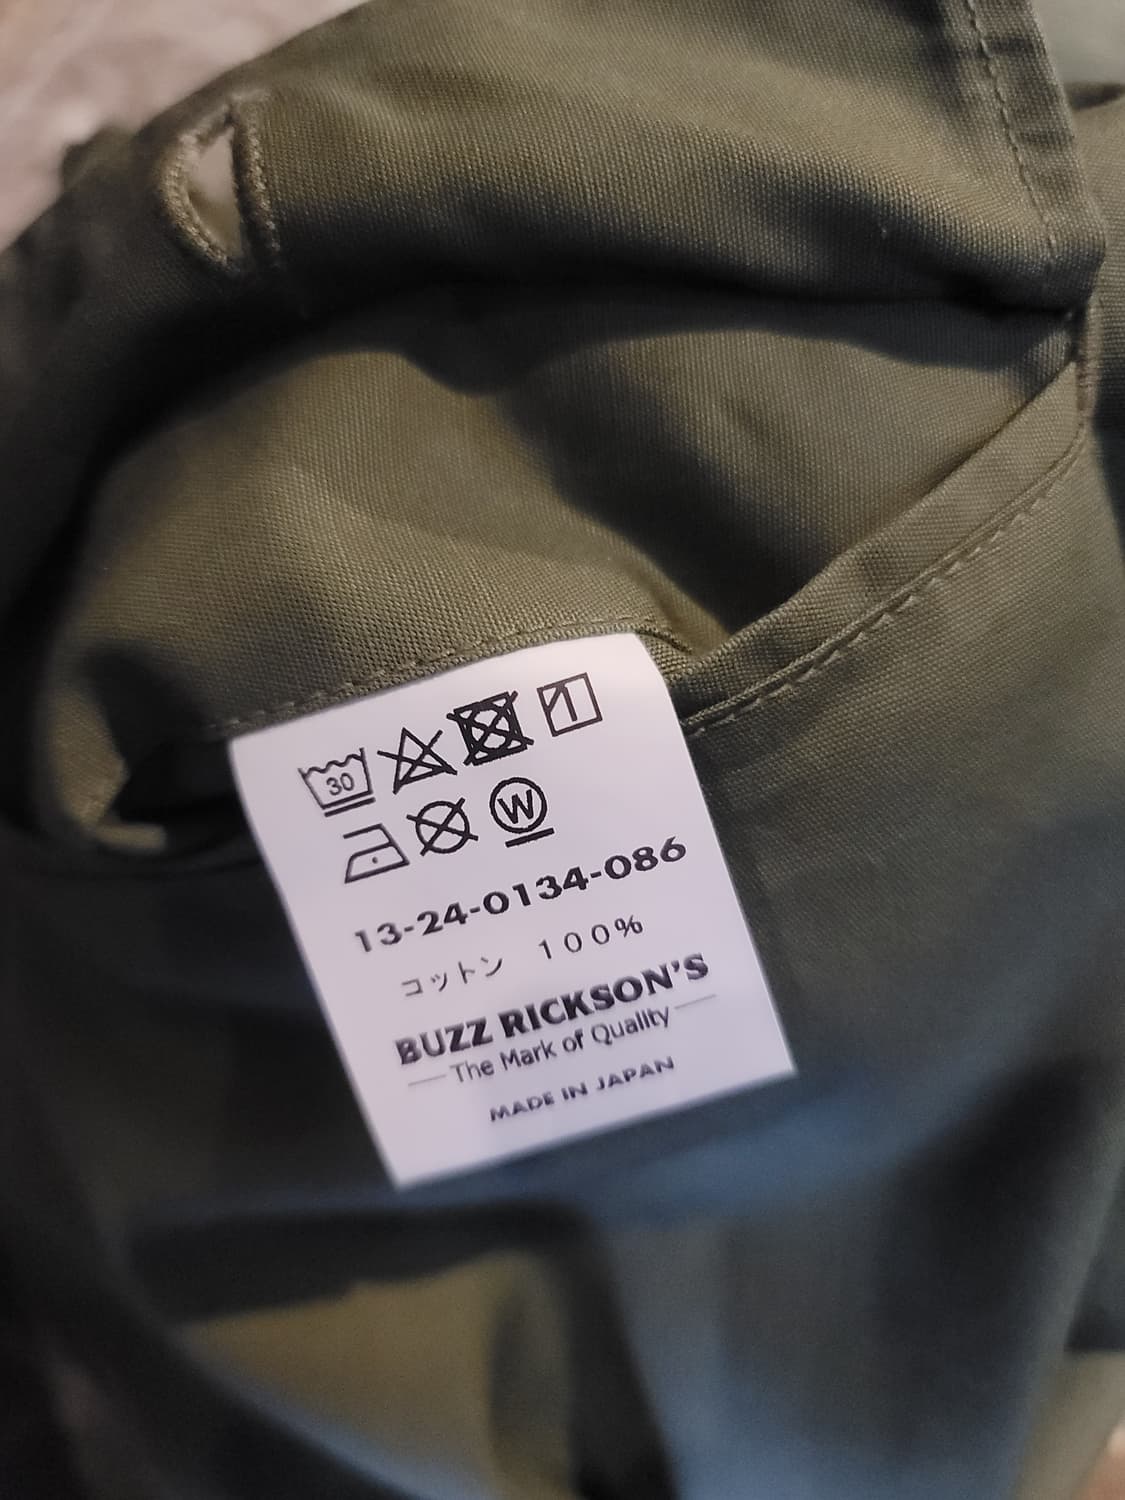 30
W
13-24-0134-086
コットン 100%
BUZZ RICKSON'S
The Mark of Quality
MADE IN JAPAN